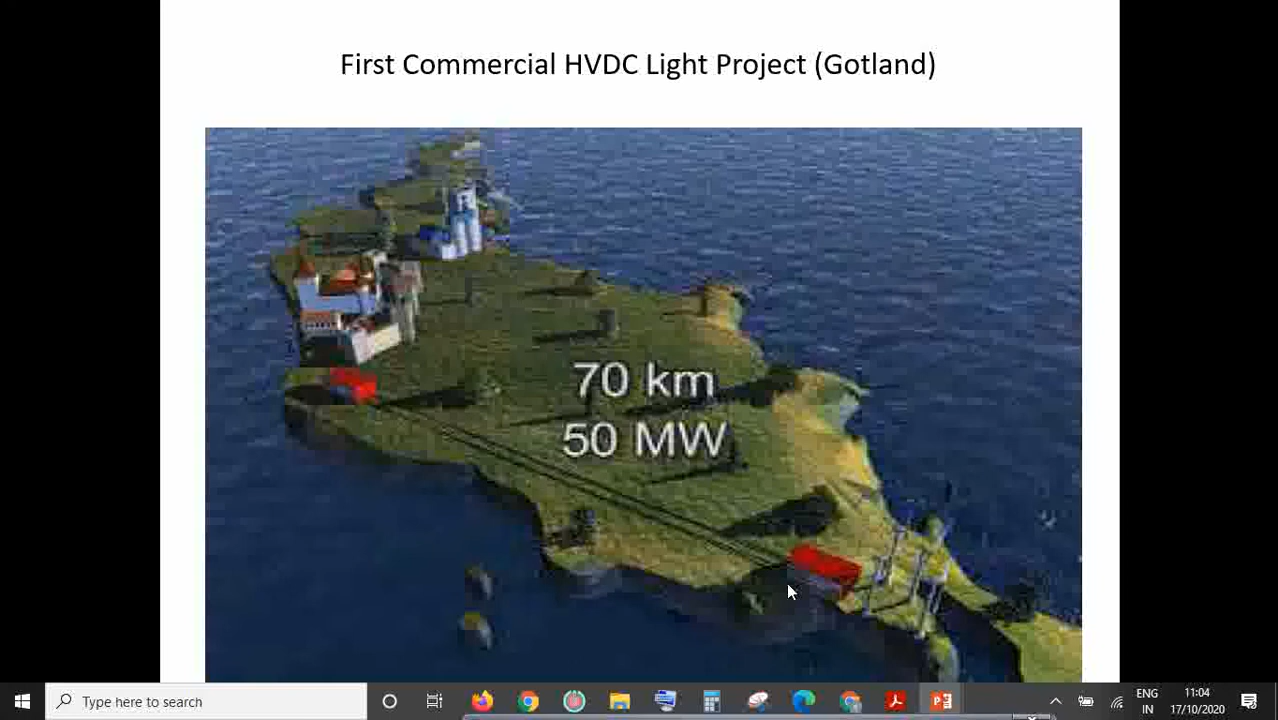 First Commercial HVDC Light Project (Gotland)
70 km
50 MW
Type here to search
ENG
IN
11:04
17/10/2020